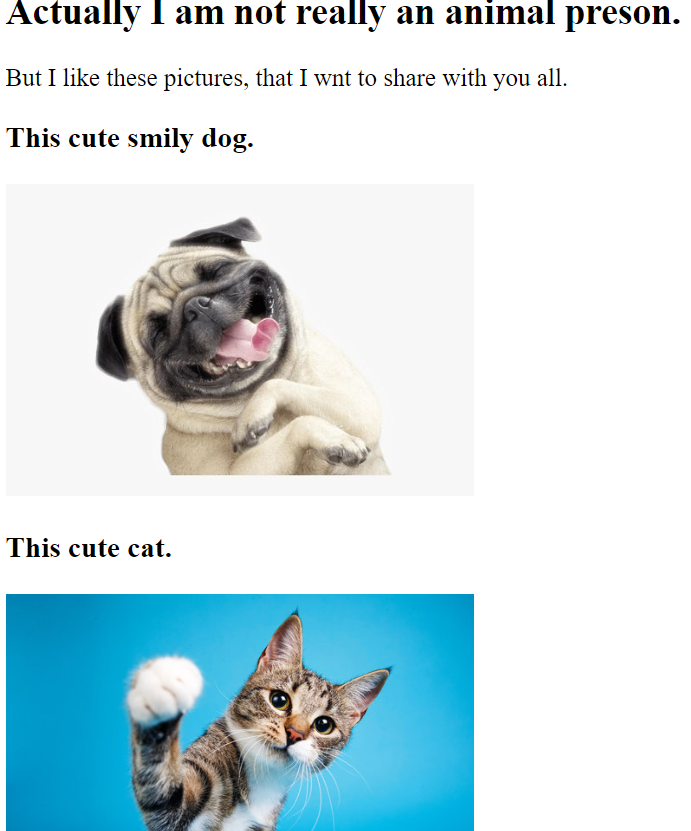 Actually I am not really an animal preson.
But I like these pictures, that I wnt to share with you all.
This cute smily dog.
This cute cat.